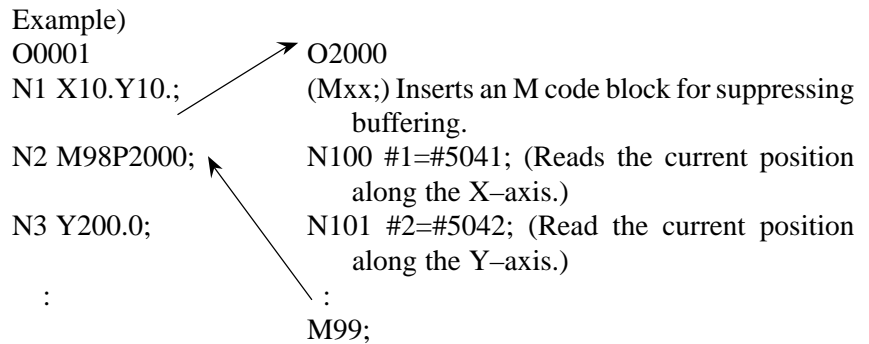 Example)
O0001 O2000
N1 X10.Y10.; (Mxx;) Inserts an M code block for suppressing
buffering.
N2 M98P2000; N100 #1=#5041; (Reads the current position
along the X–axis.)
N3 Y200.0; N101 #2=#5042; (Read the current position
along the Y–axis.)
: :
M99;